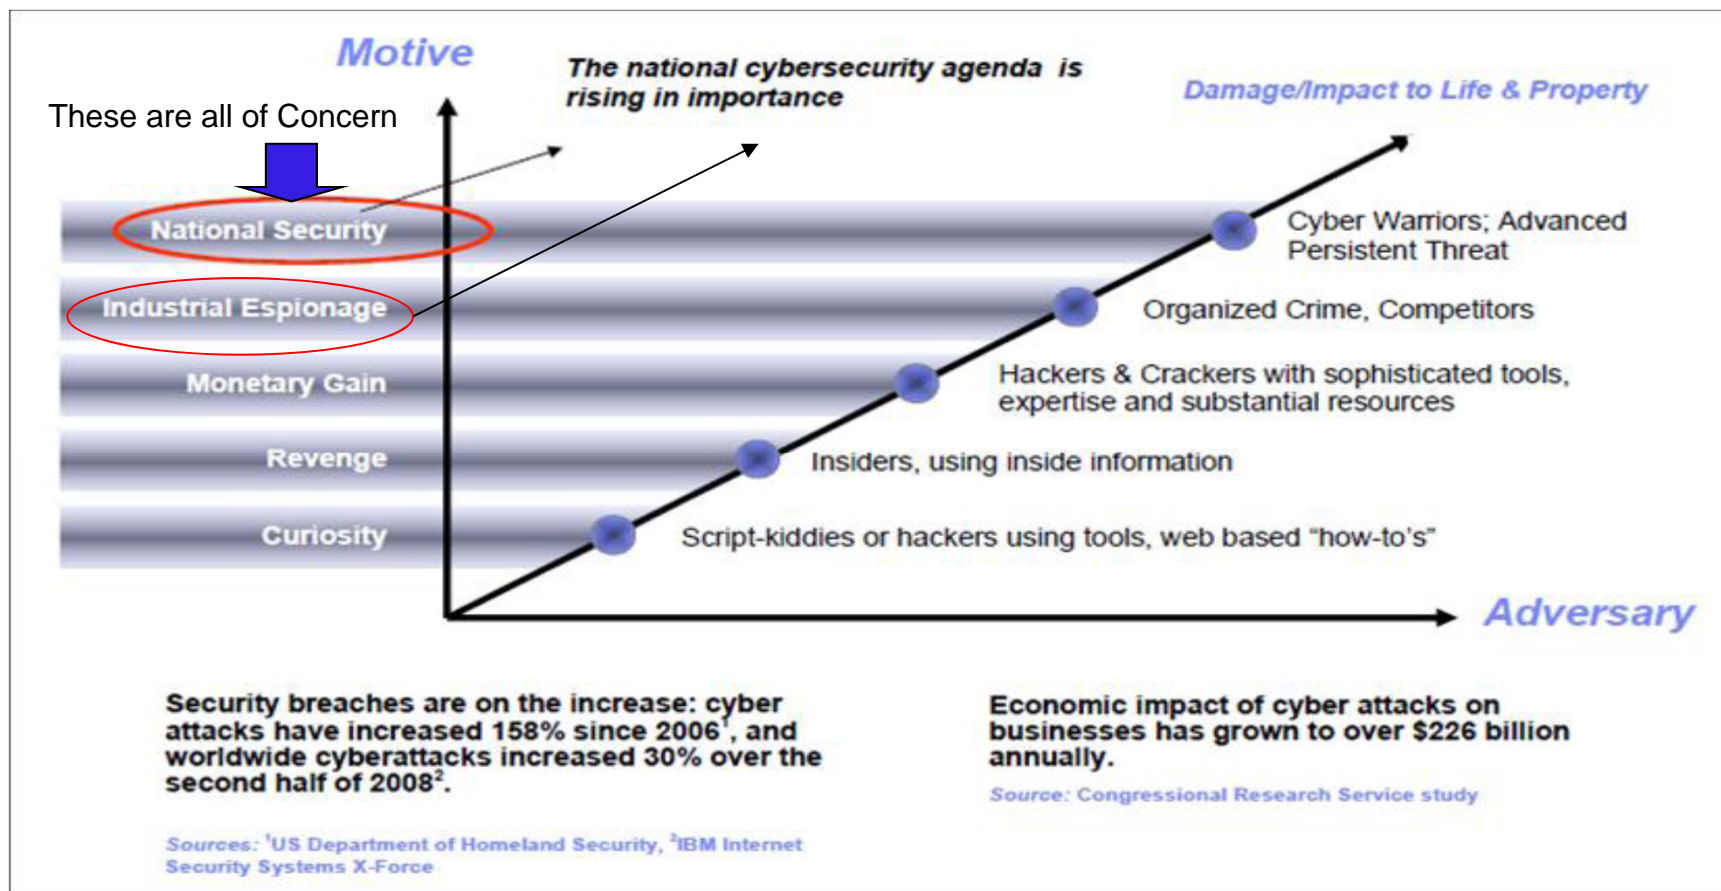 Motive
The national cybersecurity agenda is
rising in importance
Damage/Impact to Life & Property
These are all of Concern
National Security
Cyber Warriors; Advanced
Persistent Threat
Industrial Espionage
Organized Crime, Competitors
Monetary Gain
Hackers & Crackers with sophisticated tools,
expertise and substantial resources
Revenge
Insiders, using inside information
Curiosity
Script-kiddies or hackers using tools, web based “how-to’s”
Adversary
Security breaches are on the increase: cyber
attacks have increased 158% since 2006¹, and
worldwide cyberattacks increased 30% over the
second half of 2008².
Sources: ¹US Department of Homeland Security, ²IBM Internet
Security Systems X-Force
Economic impact of cyber attacks on
businesses has grown to over $226 billion
annually.
Source: Congressional Research Service study